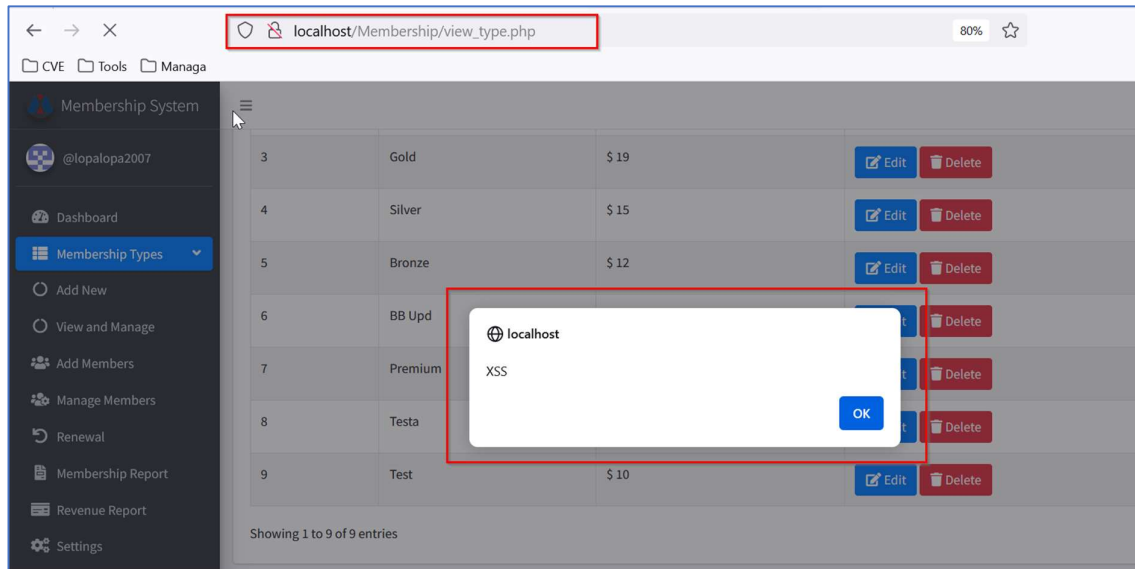 localhost/Membership/view_type.php
80%
CVE Tools Managa
Membership System
@lopalopa2007
3 Gold $ 19 Edit Delete
Dashboard
4 Silver $ 15 Edit Delete
Membership Types
5 Bronze $ 12 Edit Delete
Add New
6 BB Upd t Delete
View and Manage
localhost
Add Members
7 Premium XSS t Delete
Manage Members
OK
8 Testa t Delete
Renewal
Membership Report
9 Test $ 10 Edit Delete
Revenue Report
Showing 1 to 9 of 9 entries
Settings